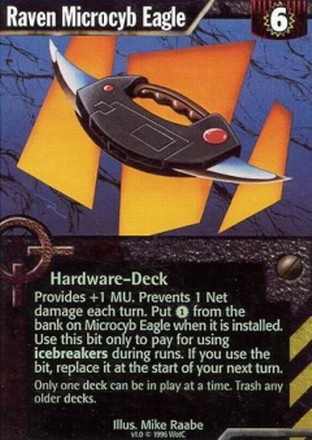 Raven Microcyb Eagle
6
Hardware-Deck
Provides +1 MU. Prevents 1 Net
damage each turn. Put 1 from the
bank on Microcyb Eagle when it is installed.
Use this bit only to pay for using
icebreakers during runs. If you use the
bit, replace it at the start of your next turn.
Only one deck can be in play at a time. Trash any
older decks.
Illus. Mike Raabe
v1.0 © 1996 WotC